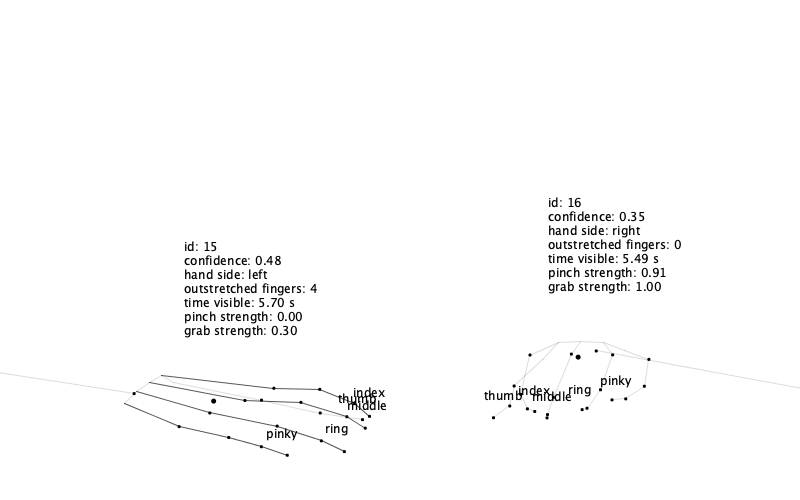 id: 16
confidence: 0.35
hand side: right
outstretched fingers: 0
time visible: 5.49 s
pinch strength: 0.91
grab strength: 1.00
id: 15
confidence: 0.48
hand side: left
outstretched fingers: 4
time visible: 5.70 s
pinch strength: 0.00
grab strength: 0.30
index
thumb
middle
ring
pinky
thumb
index
middle
ring
pinky